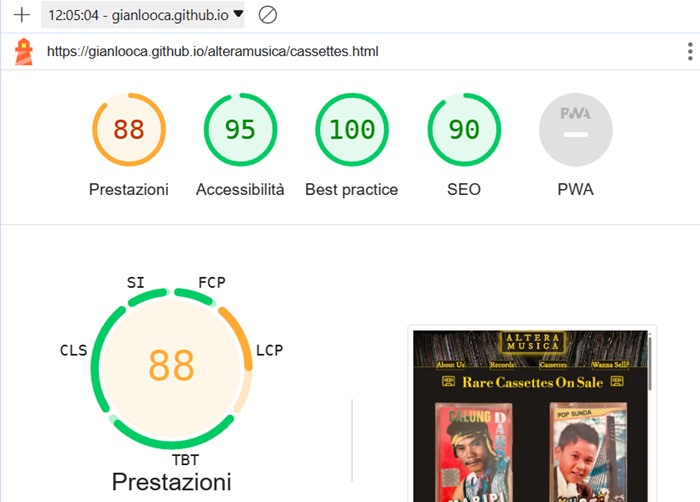 12:05:04 - gianlooca.github.io
https://gianlooca.github.io/alteramusica/cassettes.html
88 95 100 90 PWA
Prestazioni Accessibilità Best practice SEO PWA
SI FCP
CLS LCP
88
TBT
Prestazioni
ALTERA
MUSICA
About Us Records Cassettes Wanna Sell?
Rare Cassettes On Sale
CALUNG
POP SUNDA